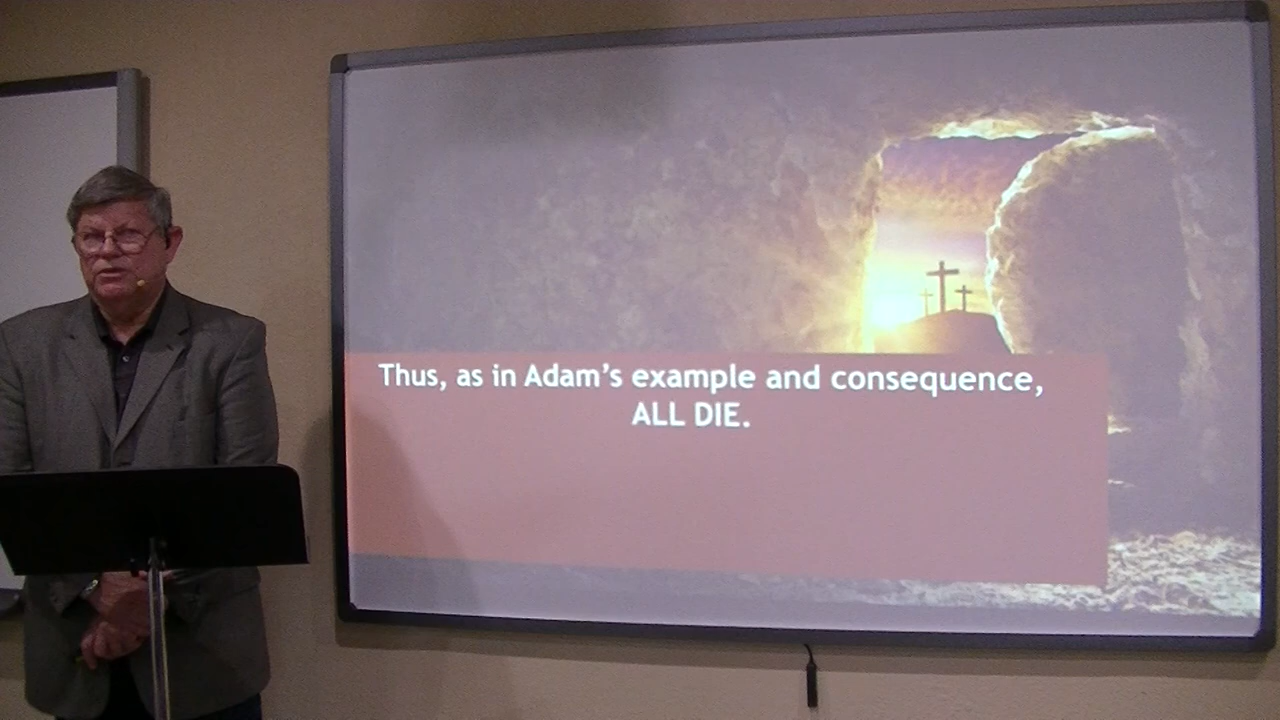 Thus, as in Adam’s example and consequence,
ALL DIE.